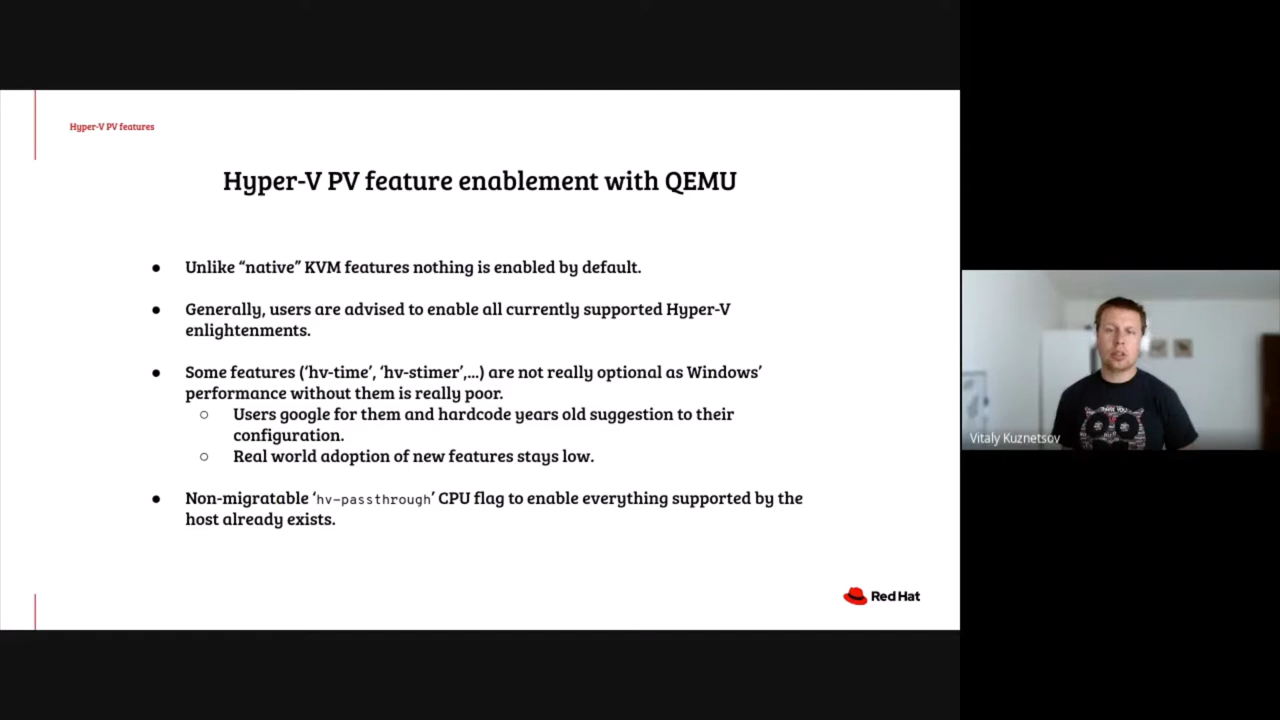 Hyper-V PV features
Hyper-V PV feature enablement with QEMU
● Unlike “native” KVM features nothing is enabled by default.
● Generally, users are advised to enable all currently supported Hyper-V
enlightenments.
● Some features (‘hv-time’, ‘hv-stimer’,...) are not really optional as Windows’
performance without them is really poor.
○ Users google for them and hardcode years old suggestion to their
configuration.
○ Real world adoption of new features stays low.
● Non-migratable ‘hv-passthrough’ CPU flag to enable everything supported by the
host already exists.
Red Hat
Vitaly Kuznetsov